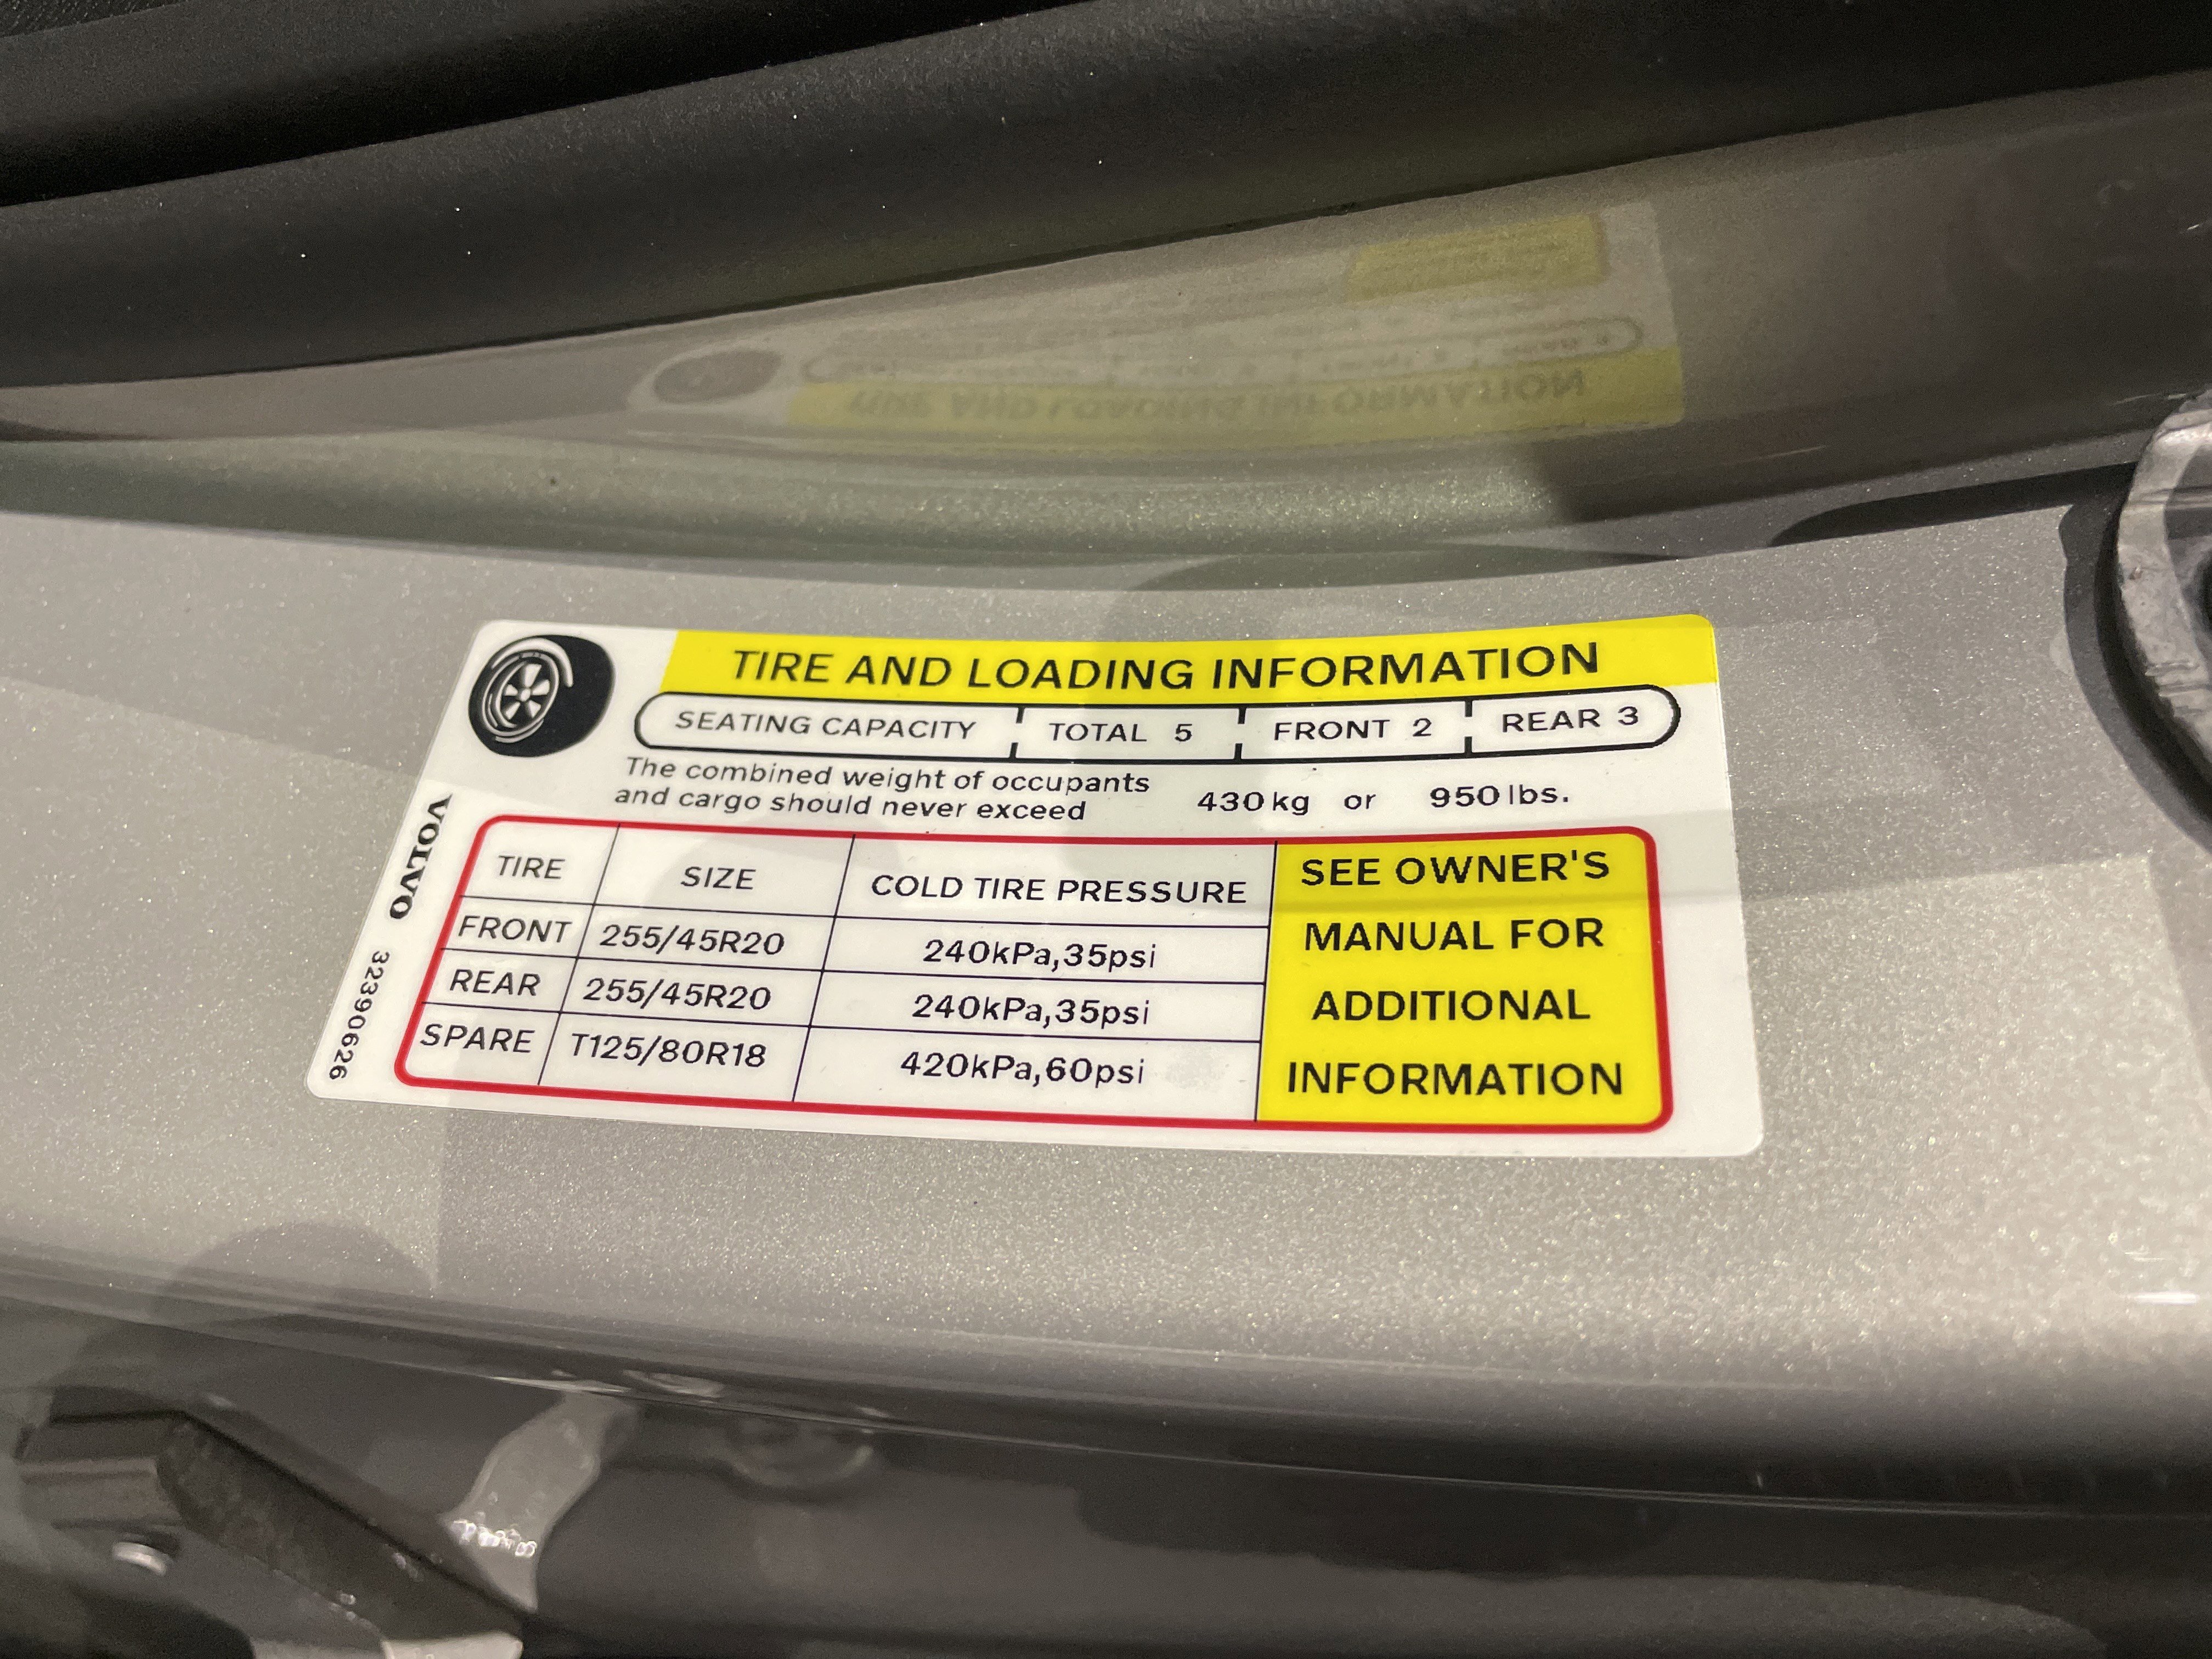 TIRE AND LOADING INFORMATION
SEATING CAPACITY TOTAL 5 FRONT 2 REAR 3
The combined weight of occupants
and cargo should never exceed 430 kg or 950 lbs.
VOLVO 32390626
TIRE SIZE COLD TIRE PRESSURE
FRONT 255/45R20 240kPa,35psi
REAR 255/45R20 240kPa,35psi
SPARE T125/80R18 420kPa,60psi
SEE OWNER'S
MANUAL FOR
ADDITIONAL
INFORMATION